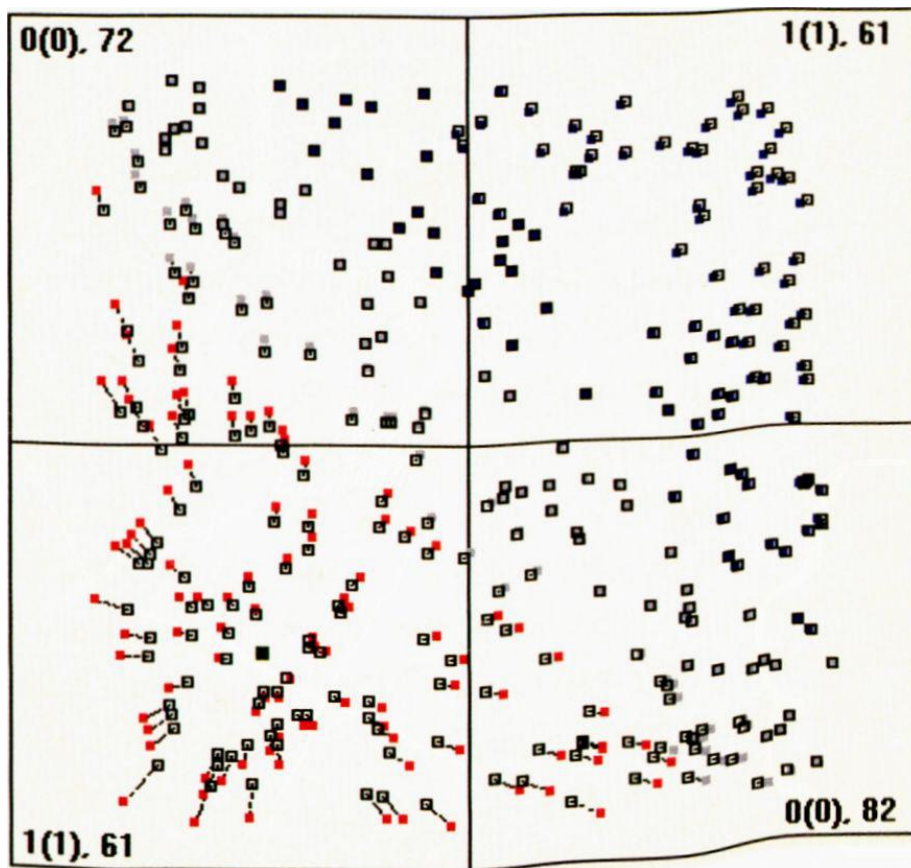 0(0), 72
1(1), 61
1(1), 61
0(0), 82